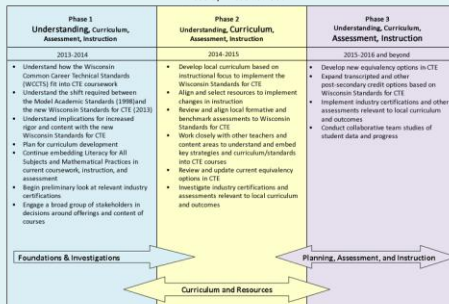 Phase 1
Understanding, Curriculum,
Assessment, Instruction
2013-2014
• Understand how the Wisconsin
Common Career Technical Standards
(WCCTS) fit into CTE coursework
• Understand the shift required between
the Model Academic Standards (1998)and
the new Wisconsin Standards for CTE (2013)
• Understand implications for increased
rigor and content with the new
Wisconsin Standards for CTE
• Plan for curriculum development
• Continue embedding Literacy for All
Subjects and Mathematical Practices in
current coursework, instruction, and
assessment
• Begin preliminary look at relevant industry
certifications
• Engage a broad group of stakeholders in
decisions around offerings and content of
courses
Phase 2
Understanding, Curriculum,
Assessment, Instruction
2014-2015
• Develop local curriculum based on
instructional focus to implement the
Wisconsin Standards for CTE
• Align and select resources to implement
changes in instruction
• Review and align local formative and
benchmark assessments to Wisconsin
Standards for CTE
• Work closely with other teachers and
content areas to understand and embed
key strategies and curriculum/standards
into CTE courses
• Review and update current equivalency
options in CTE
• Investigate industry certifications and
assessments relevant to local curriculum
and outcomes
Phase 3
Understanding, Curriculum,
Assessment, Instruction
2015-2016 and beyond
• Develop new equivalency options in CTE
• Expand transcripted and other
post-secondary credit options based on
Wisconsin Standards for CTE
• Implement industry certifications and other
assessments relevant to local curriculum
and outcomes
• Conduct collaborative team studies of
student data and progress
Foundations & Investigations
Planning, Assessment, and Instruction
Curriculum and Resources